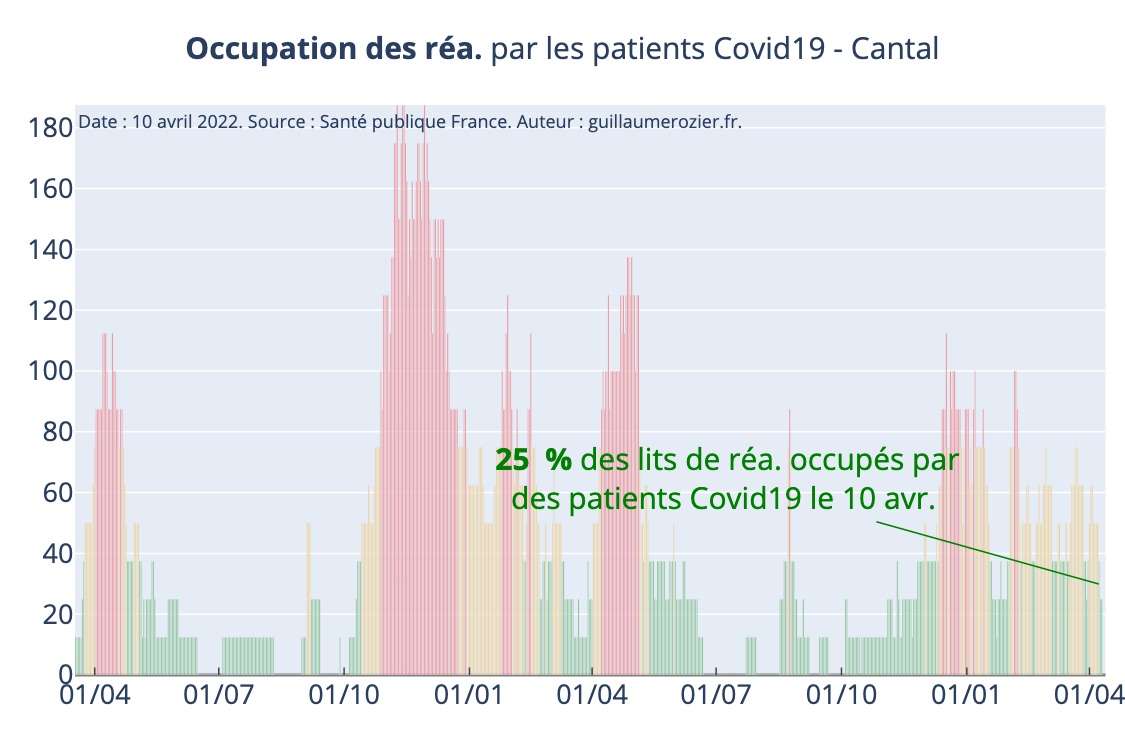 Occupation des réa. par les patients Covid19 - Cantal
Date : 10 avril 2022. Source : Santé publique France. Auteur : guillaumerozier.fr.
180
160
140
120
100
80
60
40
20
0
25 % des lits de réa. occupés par
des patients Covid19 le 10 avr.
01/04 01/07 01/10 01/01 01/04 01/07 01/10 01/01 01/04